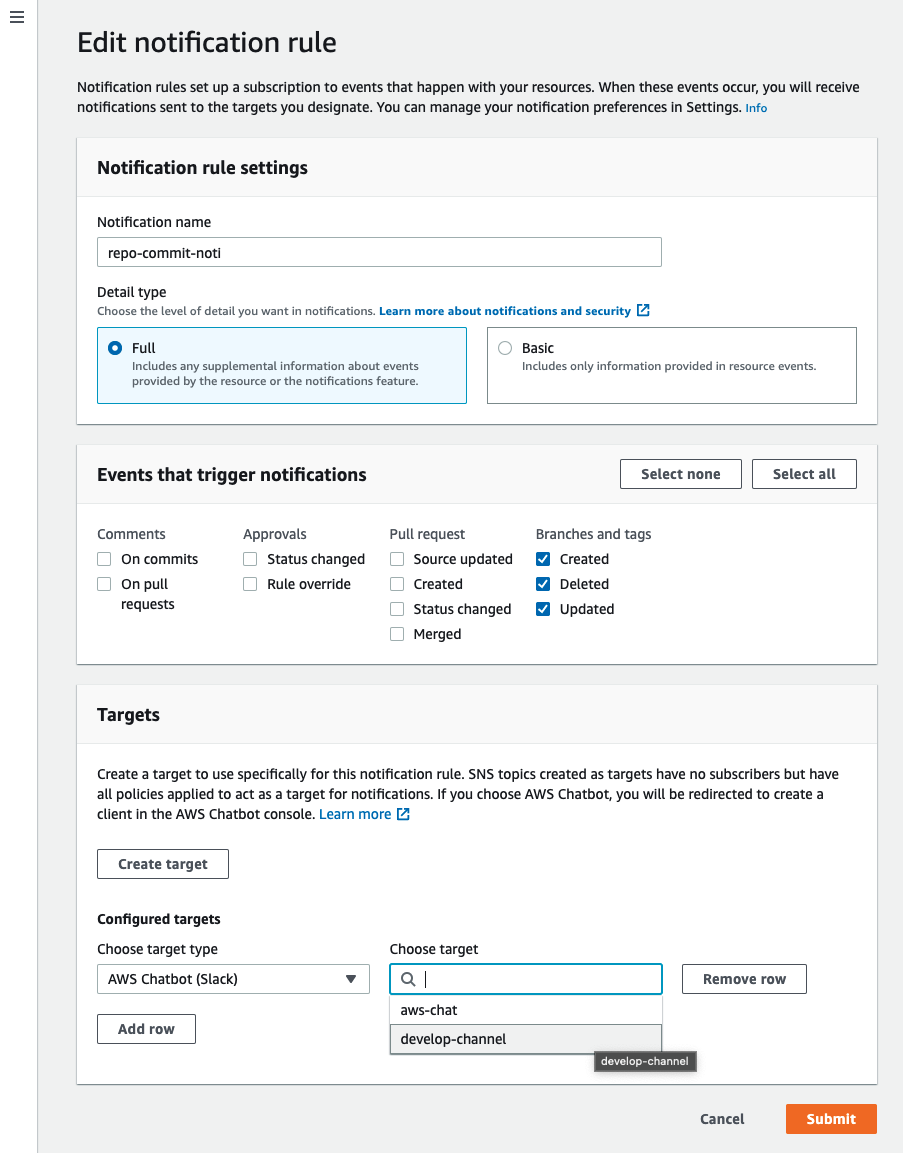 Edit notification rule
Notification rules set up a subscription to events that happen with your resources. When these events occur, you will receive
notifications sent to the targets you designate. You can manage your notification preferences in Settings. Info
Notification rule settings
Notification name
repo-commit-noti
Detail type
Choose the level of detail you want in notifications. Learn more about notifications and security
Full
Includes any supplemental information about events
provided by the resource or the notifications feature.
Basic
Includes only information provided in resource events.
Events that trigger notifications
Select none
Select all
Comments
On commits
On pull
requests
Approvals
Status changed
Rule override
Pull request
Source updated
Created
Status changed
Merged
Branches and tags
Created
Deleted
Updated
Targets
Create a target to use specifically for this notification rule. SNS topics created as targets have no subscribers but have
all policies applied to act as a target for notifications. If you choose AWS Chatbot, you will be redirected to create a
client in the AWS Chatbot console. Learn more
Create target
Configured targets
Choose target type
AWS Chatbot (Slack)
Choose target
aws-chat
develop-channel
develop-channel
Remove row
Add row
Cancel
Submit